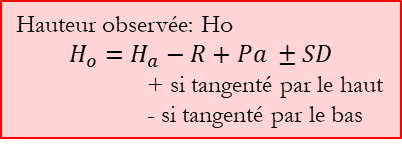 Hauteur observée: Ho
Hₒ = Hₐ − R + Pa ± SD
+ si tangenté par le haut
- si tangenté par le bas